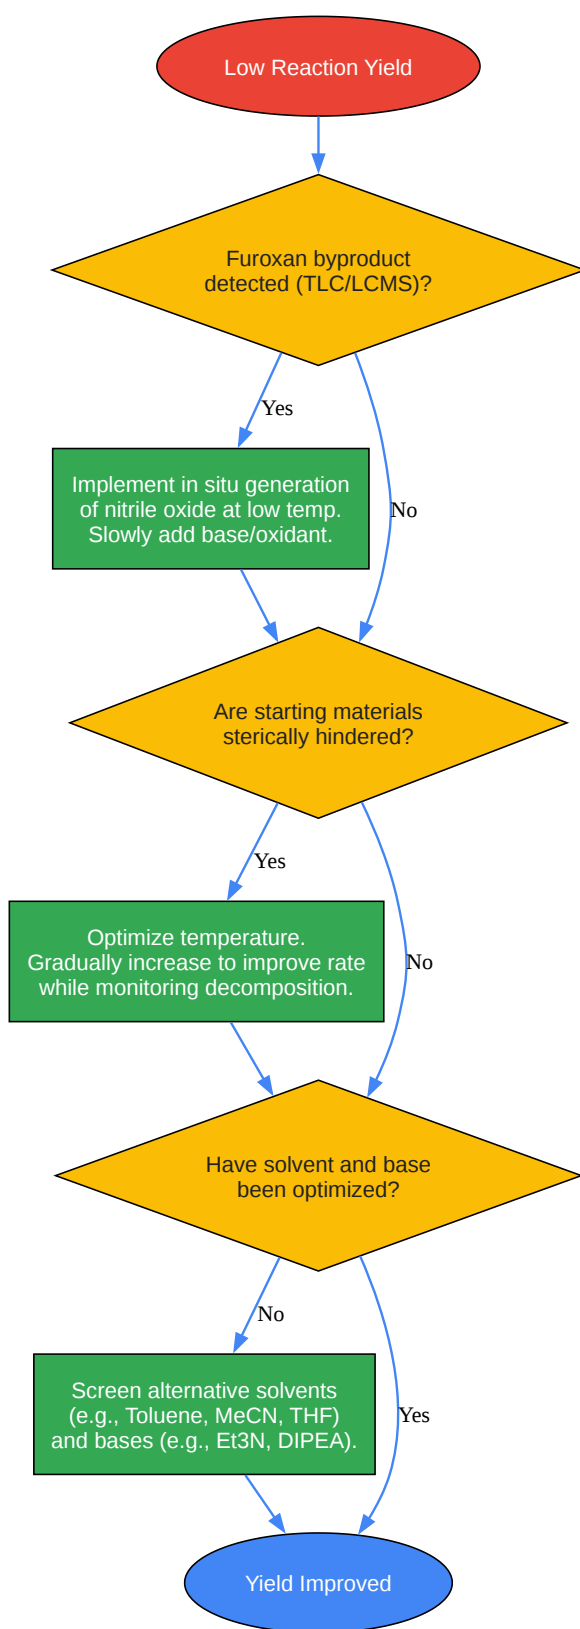 Low Reaction Yield
Furoxan byproduct
detected (TLC/LCMS)?
Yes
Implement in situ generation
of nitrile oxide at low temp.
Slowly add base/oxidant.
No
Are starting materials
sterically hindered?
Yes
Optimize temperature.
Gradually increase to improve rate
while monitoring decomposition.
No
Have solvent and base
been optimized?
No
Screen alternative solvents
(e.g., Toluene, MeCN, THF)
and bases (e.g., Et3N, DIPEA).
Yes
Yield Improved